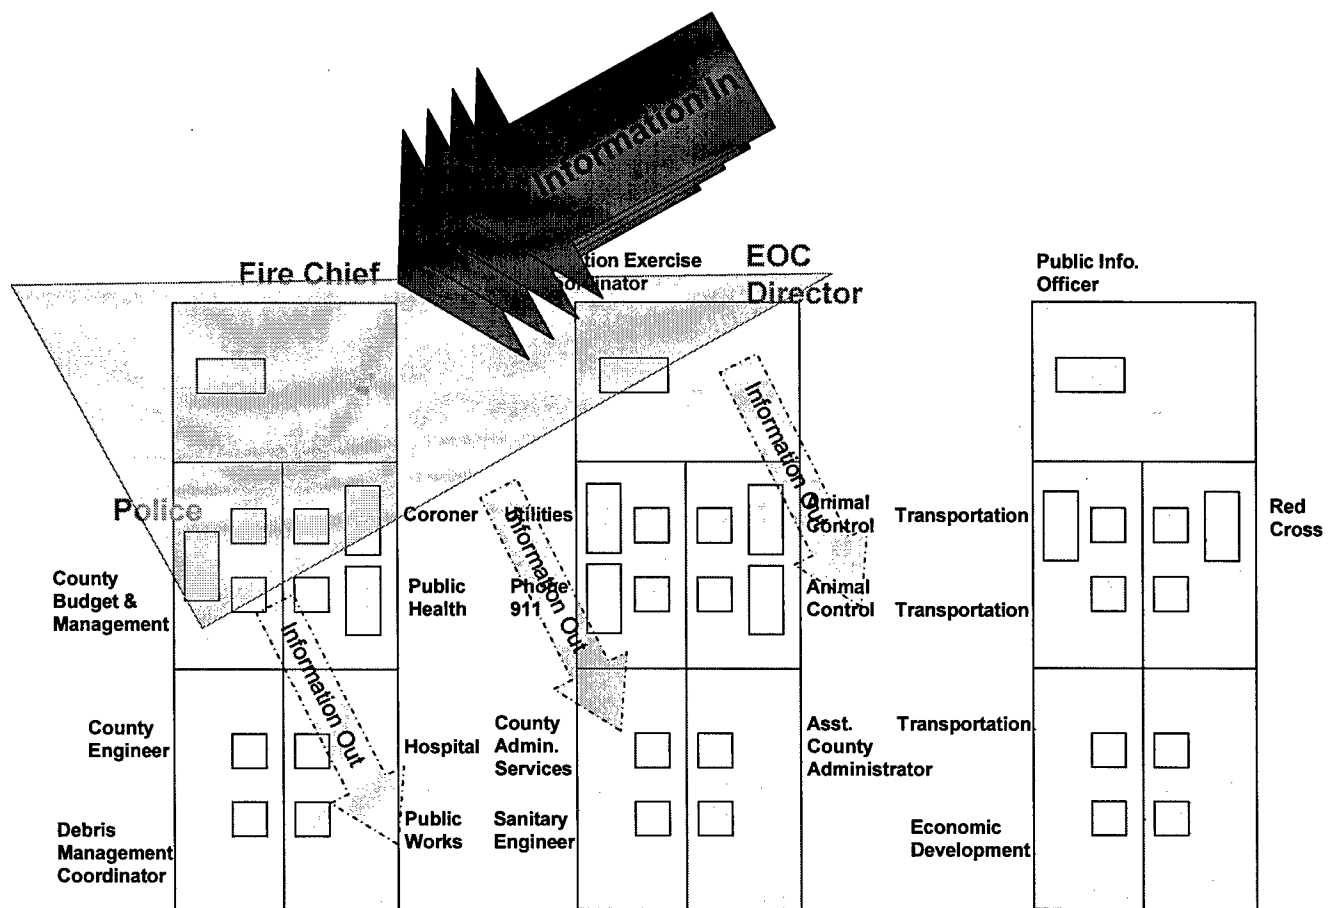 Information In
Exercise
EOC
Director
Fire Chief
Public Info.
Officer
Information Out
Police
Coroner
Utilities
Animal
Control
Transportation
Red
Cross
Information Out
County
Budget &
Management
Public
Health
Phone
911
Animal
Control
Transportation
Information Out
County
Engineer
Hospital
County
Admin.
Services
Asst.
County
Administrator
Transportation
Debris
Management
Coordinator
Public
Works
Sanitary
Engineer
Economic
Development